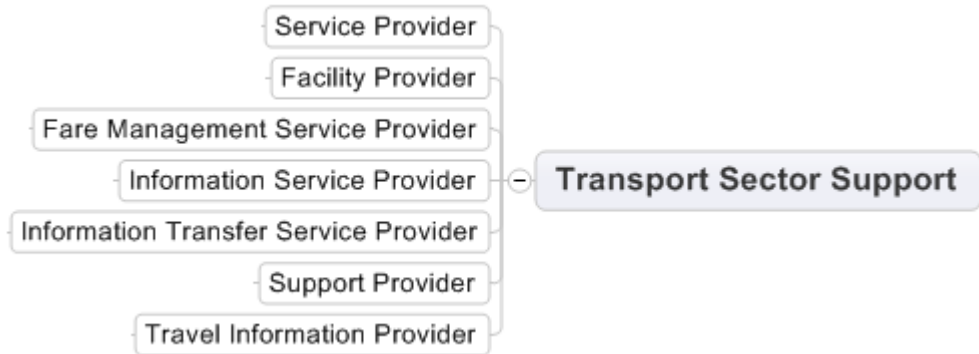 Service Provider
Facility Provider
Fare Management Service Provider
Information Service Provider
Transport Sector Support
Information Transfer Service Provider
Support Provider
Travel Information Provider